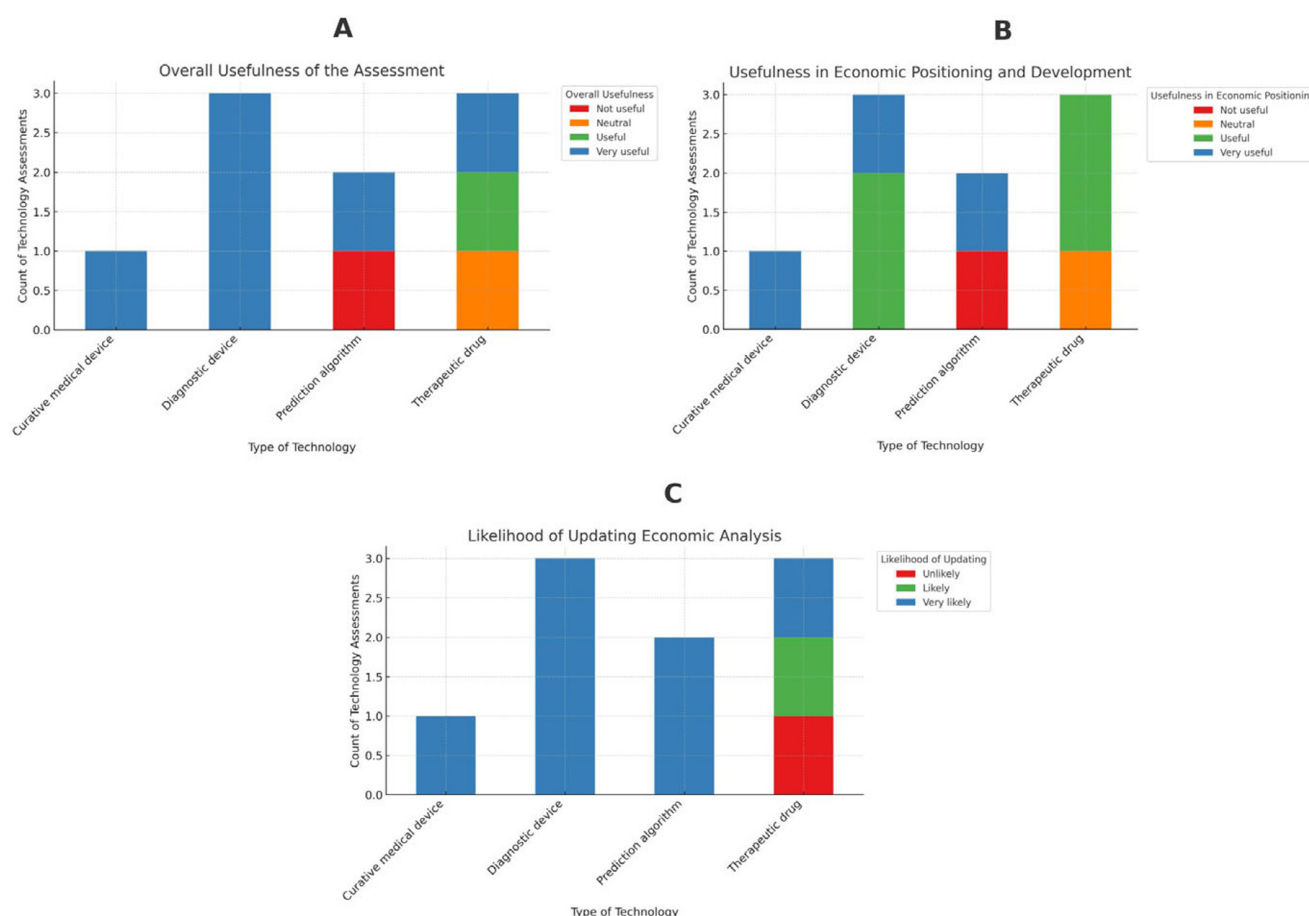 A
Overall Usefulness of the Assessment
Count of Technology Assessments
3.0
2.5
2.0
1.5
1.0
0.5
0.0
Curative medical device
Diagnostic device
Prediction algorithm
Therapeutic drug
Type of Technology
Overall Usefulness
Not useful
Neutral
Useful
Very useful
B
Usefulness in Economic Positioning and Development
Count of Technology Assessments
3.0
2.5
2.0
1.5
1.0
0.5
0.0
Curative medical device
Diagnostic device
Prediction algorithm
Therapeutic drug
Type of Technology
Usefulness in Economic Positioning
Not useful
Neutral
Useful
Very useful
C
Likelihood of Updating Economic Analysis
Count of Technology Assessments
3.0
2.5
2.0
1.5
1.0
0.5
0.0
Curative medical device
Diagnostic device
Prediction algorithm
Therapeutic drug
Type of Technology
Likelihood of Updating
Unlikely
Likely
Very likely